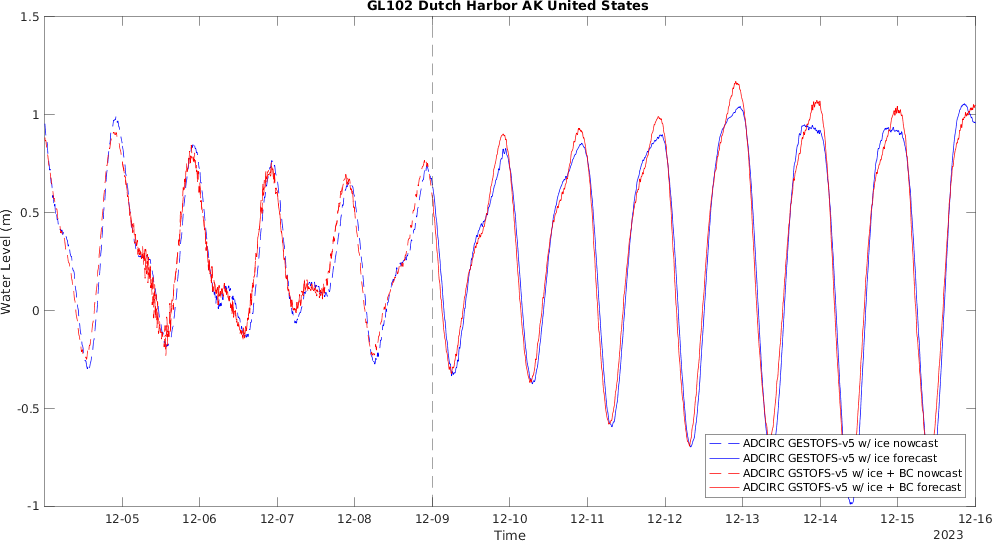 GL102 Dutch Harbor AK United States
1.5
1
0.5
0
-0.5
-1
Water Level (m)
12-05 12-06 12-07 12-08 12-09 12-10 12-11 12-12 12-13 12-14 12-15 12-16
Time
2023
ADCIRC GESTOFS-v5 w/ ice nowcast
ADCIRC GESTOFS-v5 w/ ice forecast
ADCIRC GSTOFS-v5 w/ ice + BC nowcast
ADCIRC GSTOFS-v5 w/ ice + BC forecast